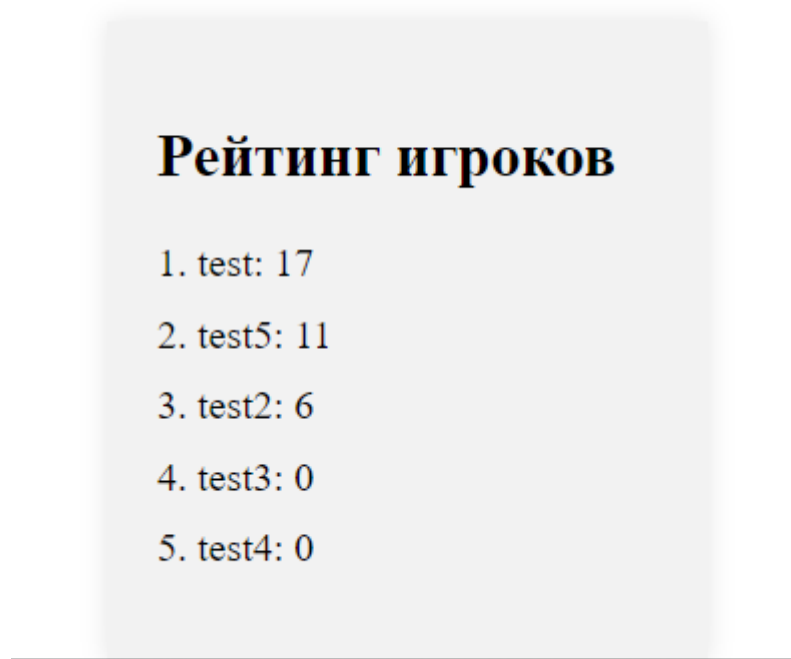 Рейтинг игроков
1. test: 17
2. test5: 11
3. test2: 6
4. test3: 0
5. test4: 0